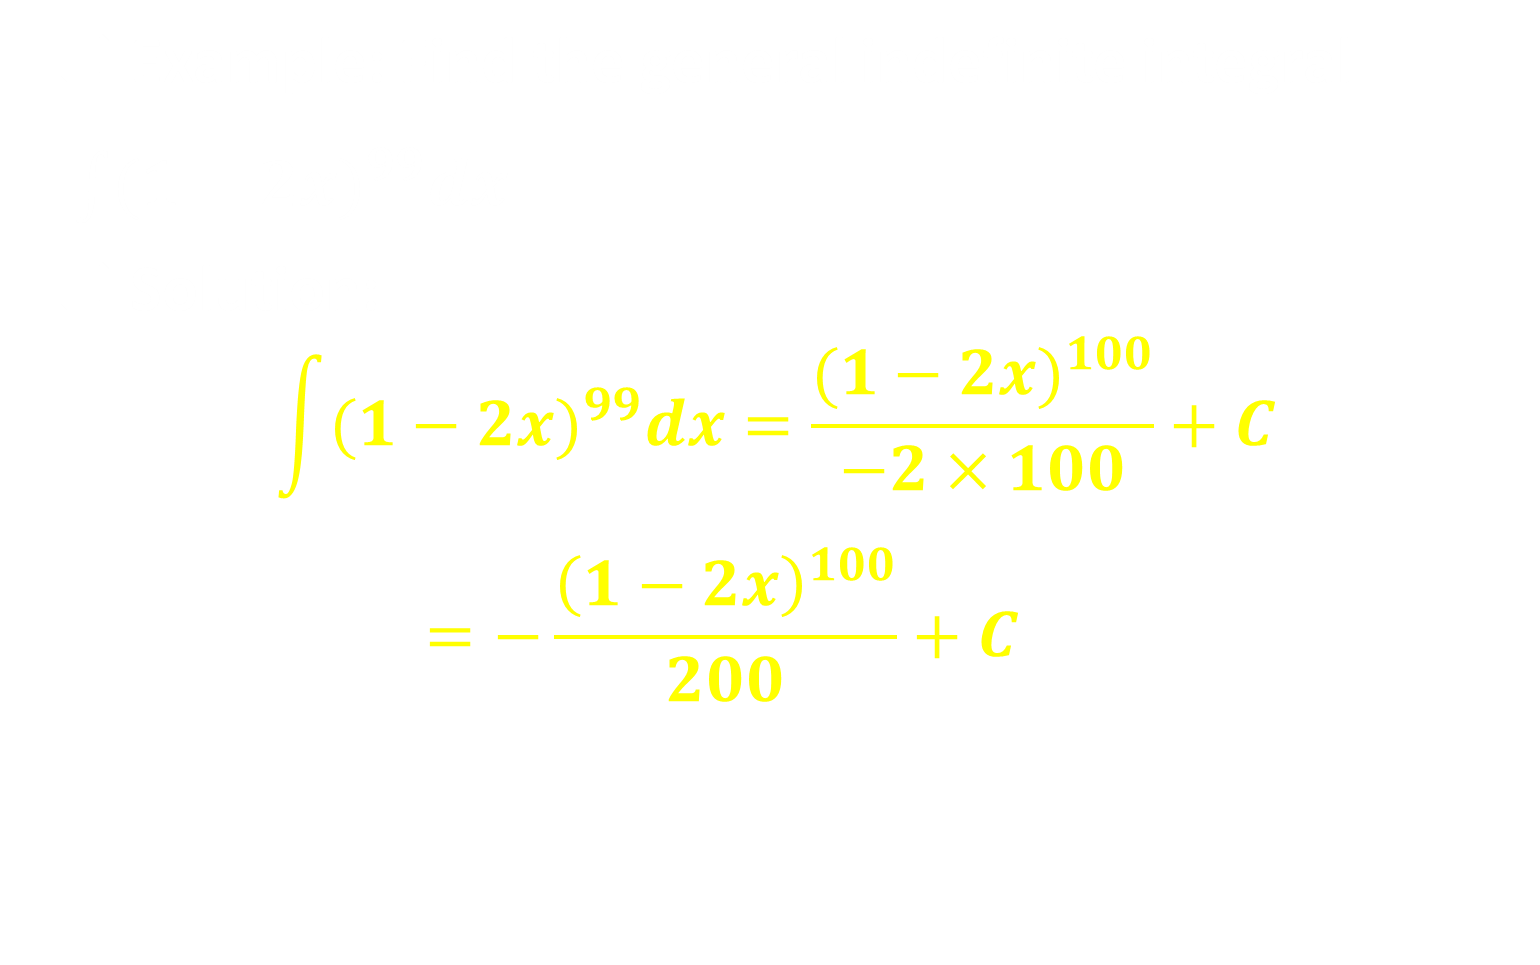 ∫(1 − 2x)^99 dx = (1 − 2x)^100 / (−2 × 100) + C
= − (1 − 2x)^100 / 200 + C